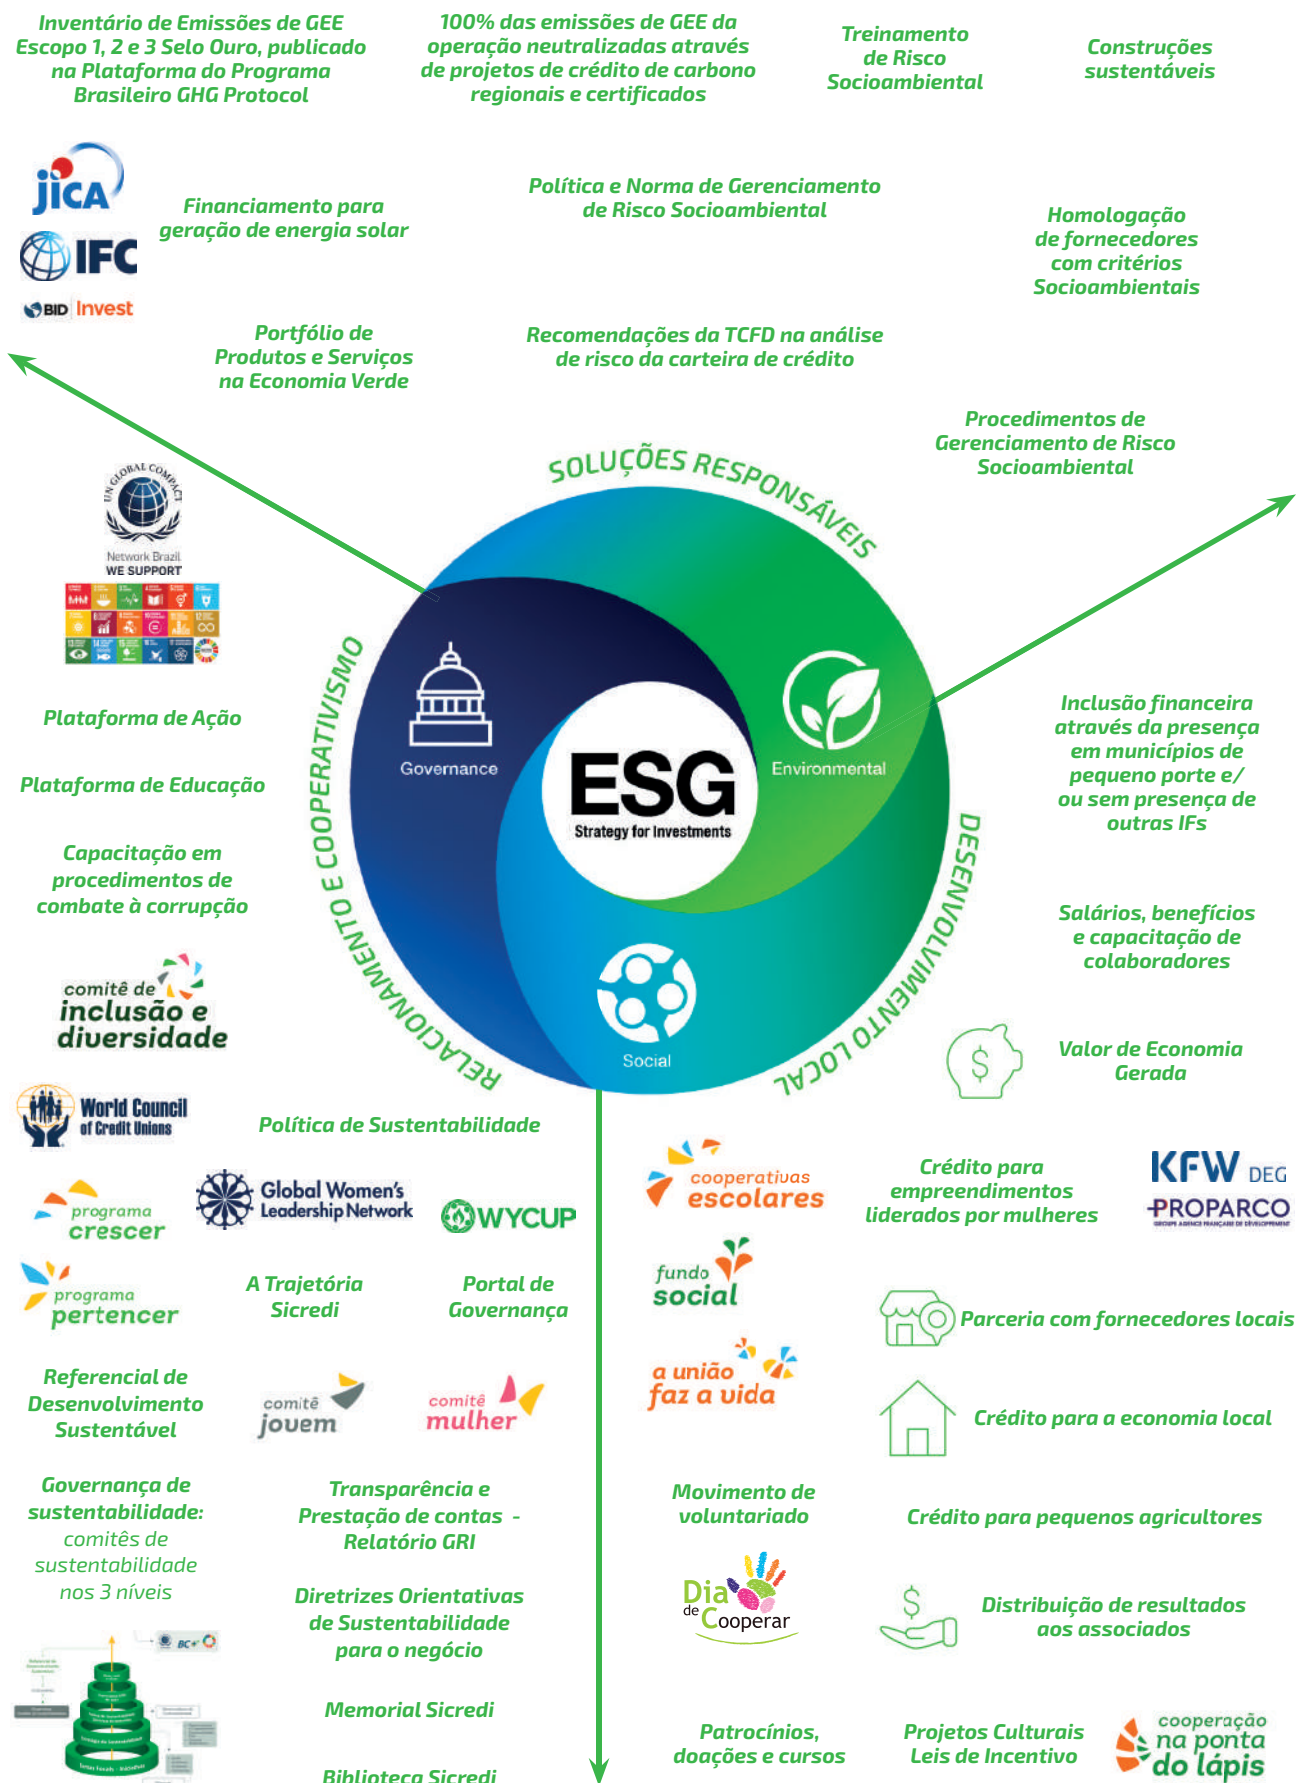 Inventário de Emissões de GEE
Escopo 1, 2 e 3 Selo Ouro, publicado
na Plataforma do Programa
Brasileiro GHG Protocol
100% das emissões de GEE da
operação neutralizadas através
de projetos de crédito de carbono
regionais e certificados
Treinamento
de Risco
Socioambiental
Construções
sustentáveis
jICA
IFC
BID Invest
Financiamento para
geração de energia solar
Política e Norma de Gerenciamento
de Risco Socioambiental
Homologação
de fornecedores
com critérios
Socioambientais
Portfólio de
Produtos e Serviços
na Economia Verde
Recomendações da TCFD na análise
de risco da carteira de crédito
Procedimentos de
Gerenciamento de Risco
Socioambiental
UN GLOBAL COMPACT
Network Brazil
WE SUPPORT
SOLUÇÕES RESPONSÁVEIS
RELACIONAMENTO E COOPERATIVISMO
DESENVOLVIMENTO LOCAL
Governance
Environmental
ESG
Strategy for Investments
Social
Plataforma de Ação
Plataforma de Educação
Capacitação em
procedimentos de
combate à corrupção
comitê de
inclusão e
diversidade
Inclusão financeira
através da presença
em municípios de
pequeno porte e/
ou sem presença de
outras IFs
Salários, benefícios
e capacitação de
colaboradores
$
Valor de Economia
Gerada
World Council
of Credit Unions
Política de Sustentabilidade
programa
crescer
Global Women's
Leadership Network
WYCUP
programa
pertencer
A Trajetória
Sicredi
Portal de
Governança
Referencial de
Desenvolvimento
Sustentável
comitê
jovem
comitê
mulher
Governança de
sustentabilidade:
comitês de
sustentabilidade
nos 3 níveis
Transparência e
Prestação de contas -
Relatório GRI
Diretrizes Orientativas
de Sustentabilidade
para o negócio
Memorial Sicredi
Biblioteca Sicredi
BC+
cooperativas
escolares
Crédito para
empreendimentos
liderados por mulheres
KFW DEG
PROPARCO
GROUPE AGENCE FRANÇAISE DE DÉVELOPPEMENT
fundo
social
Parceria com fornecedores locais
a união
faz a vida
Crédito para a economia local
Movimento de
voluntariado
Crédito para pequenos agricultores
Dia
de Cooperar
$
Distribuição de resultados
aos associados
Patrocínios,
doações e cursos
Projetos Culturais
Leis de Incentivo
cooperação
na ponta
do lápis